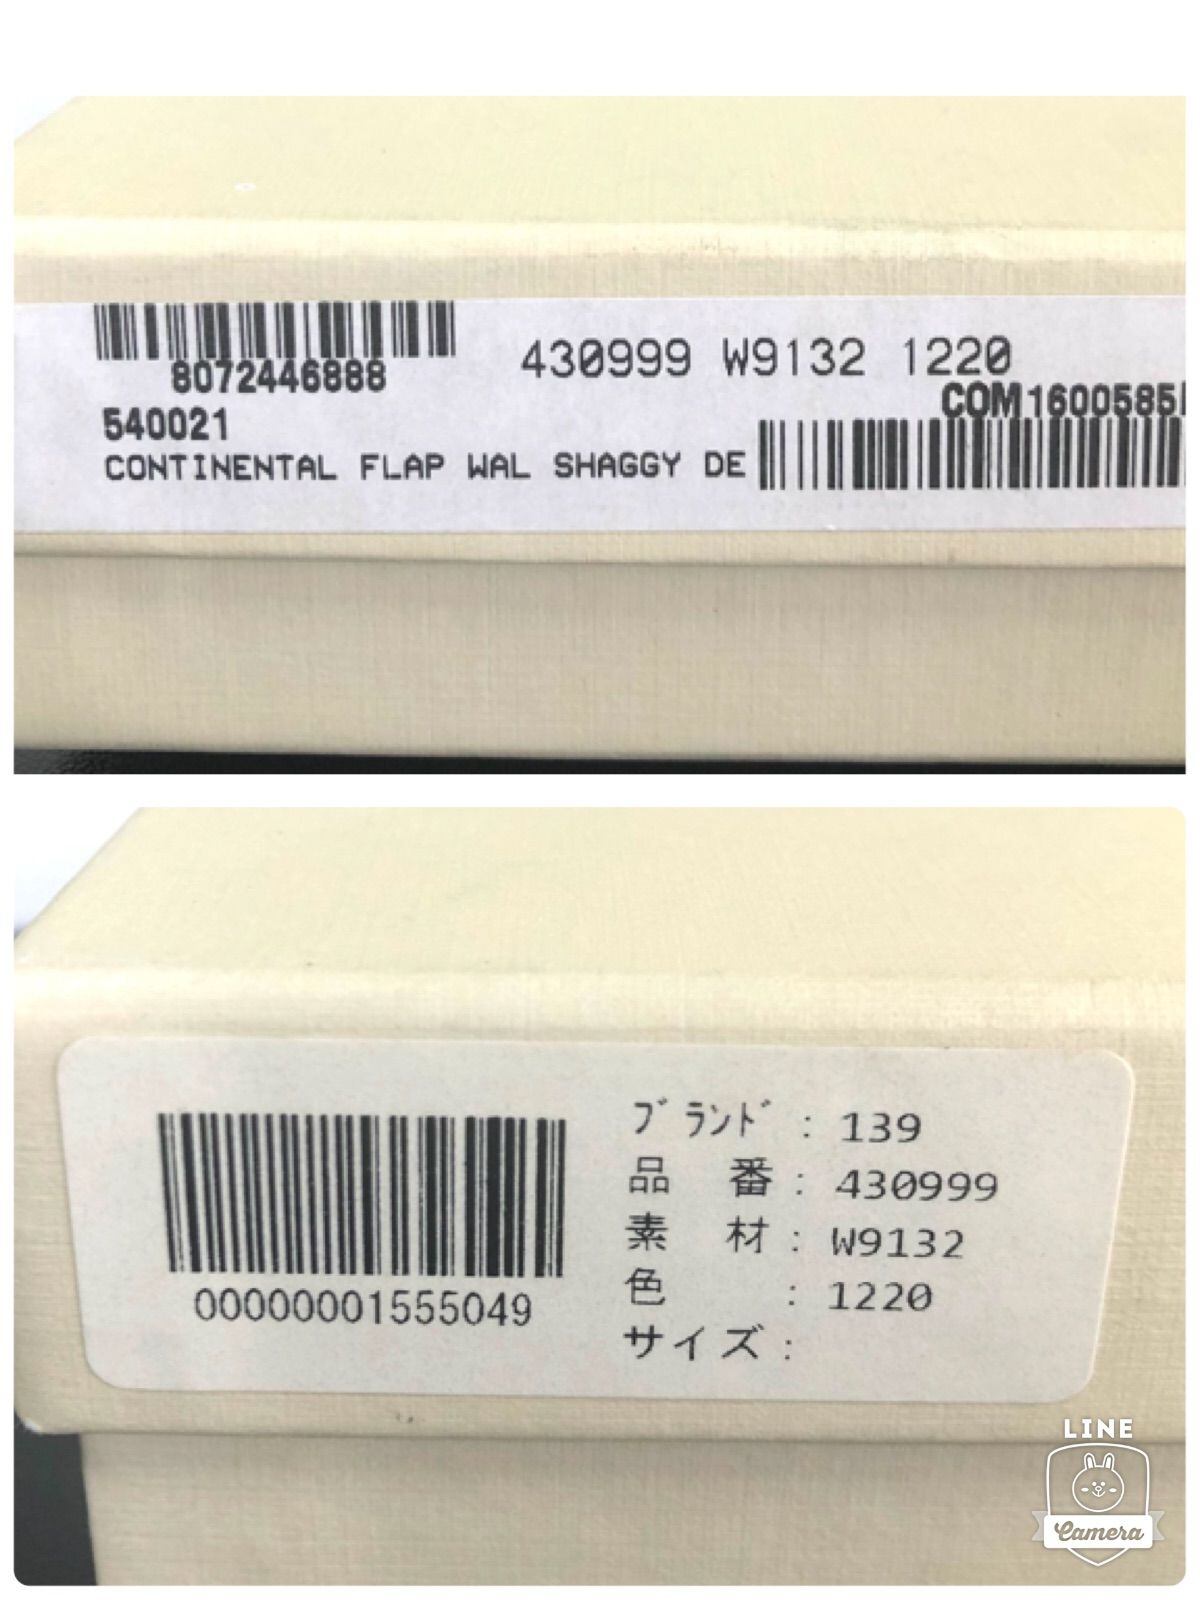 8072446888
430999 W9132 1220
COM1600585
540021
CONTINENTAL FLAP WAL SHAGGY DE
ﾌﾞﾗﾝﾄﾞ : 139
品番 : 430999
素材 : W9132
色 : 1220
サイズ :
00000001555049
LINE
Camera